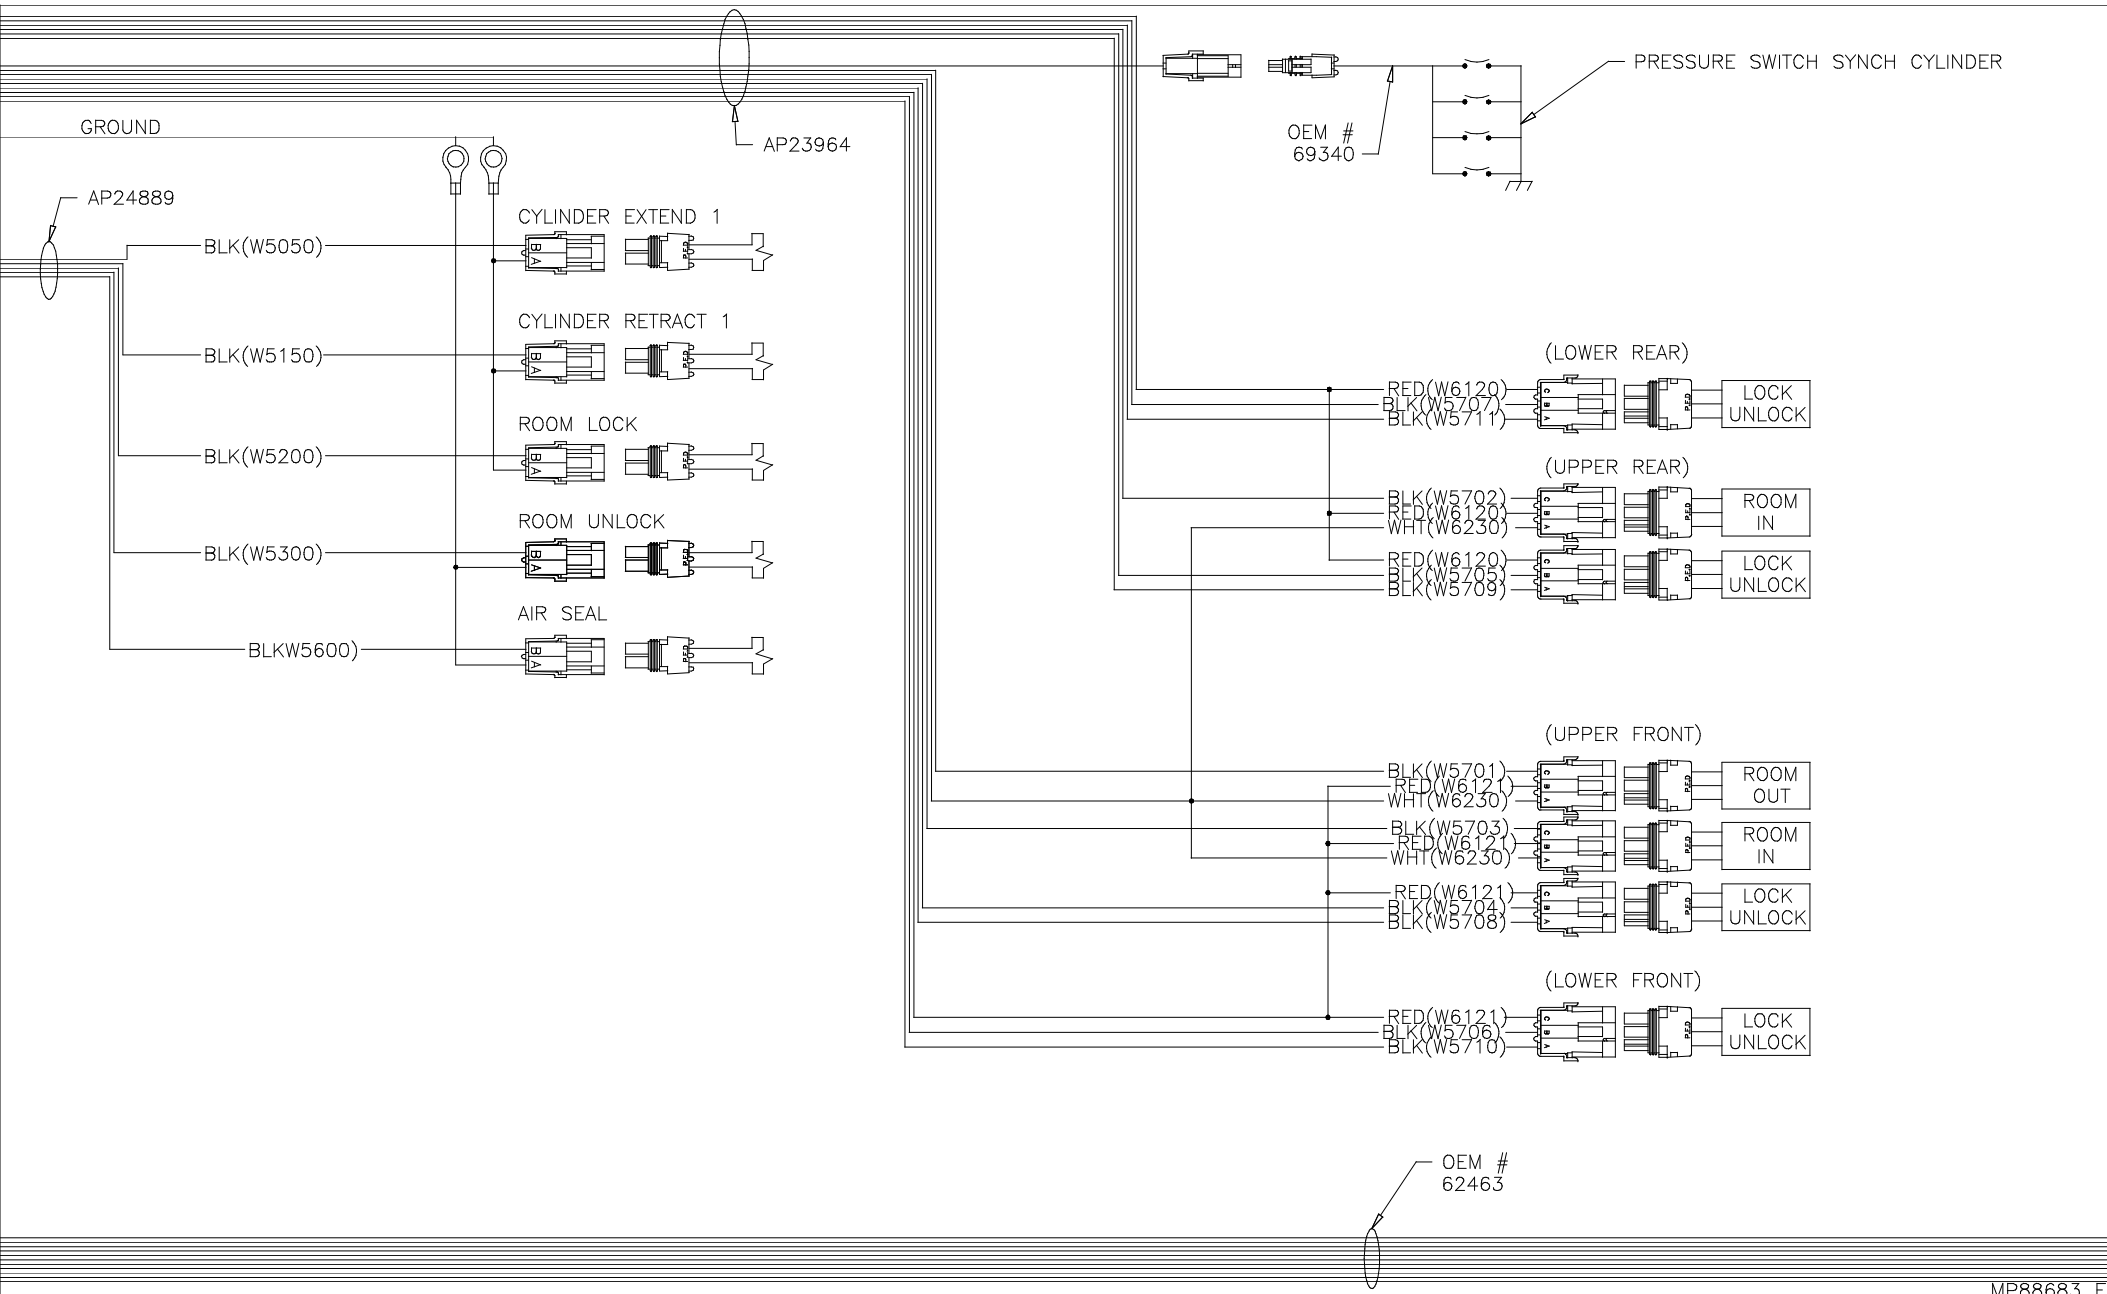 PRESSURE SWITCH SYNCH CYLINDER
GROUND
OEM #
69340
AP23964
AP24889
CYLINDER EXTEND 1
BLK(W5050)
B
A
P.E.D
CYLINDER RETRACT 1
BLK(W5150)
B
A
P.E.D
ROOM LOCK
BLK(W5200)
B
A
P.E.D
ROOM UNLOCK
BLK(W5300)
B
A
P.E.D
AIR SEAL
BLKW5600)
B
A
P.E.D
(LOWER REAR)
RED(W6120)
BLK(W5707)
BLK(W5711)
C
B
A
P.E.D
LOCK
UNLOCK
(UPPER REAR)
BLK(W5702)
RED(W6120)
WHT(W6230)
C
B
A
P.E.D
ROOM
IN
RED(W6120)
BLK(W5705)
BLK(W5709)
C
B
A
P.E.D
LOCK
UNLOCK
(UPPER FRONT)
BLK(W5701)
RED(W6121)
WHT(W6230)
C
B
A
P.E.D
ROOM
OUT
BLK(W5703)
RED(W6121)
WHT(W6230)
C
B
A
P.E.D
ROOM
IN
RED(W6121)
BLK(W5704)
BLK(W5708)
C
B
A
P.E.D
LOCK
UNLOCK
(LOWER FRONT)
RED(W6121)
BLK(W5706)
BLK(W5710)
C
B
A
P.E.D
LOCK
UNLOCK
OEM #
62463
MP88683